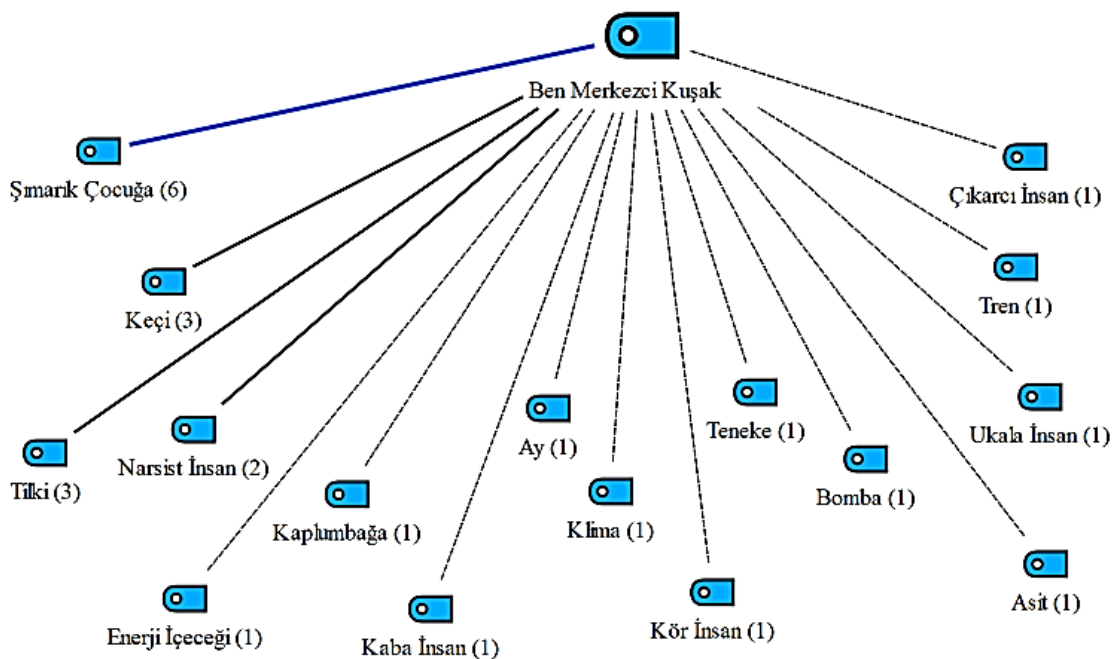 Ben Merkezci Kuşak
Şımarık Çocuğa (6)
Çıkarcı İnsan (1)
Keçi (3)
Tren (1)
Ay (1)
Teneke (1)
Ukala İnsan (1)
Tilki (3)
Narsist İnsan (2)
Kaplumbağa (1)
Klima (1)
Bomba (1)
Enerji İçeceği (1)
Kaba İnsan (1)
Kör İnsan (1)
Asit (1)